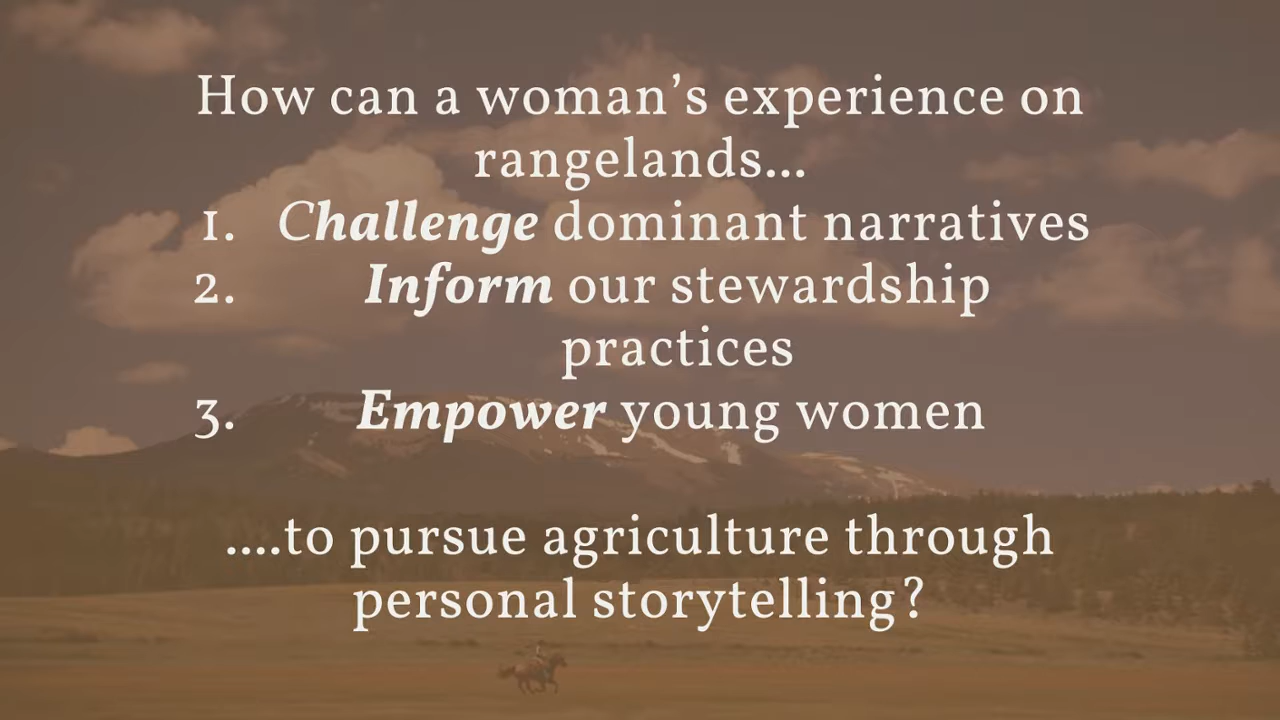 How can a woman’s experience on
rangelands...
1. Challenge dominant narratives
2. Inform our stewardship
practices
3. Empower young women
....to pursue agriculture through
personal storytelling?